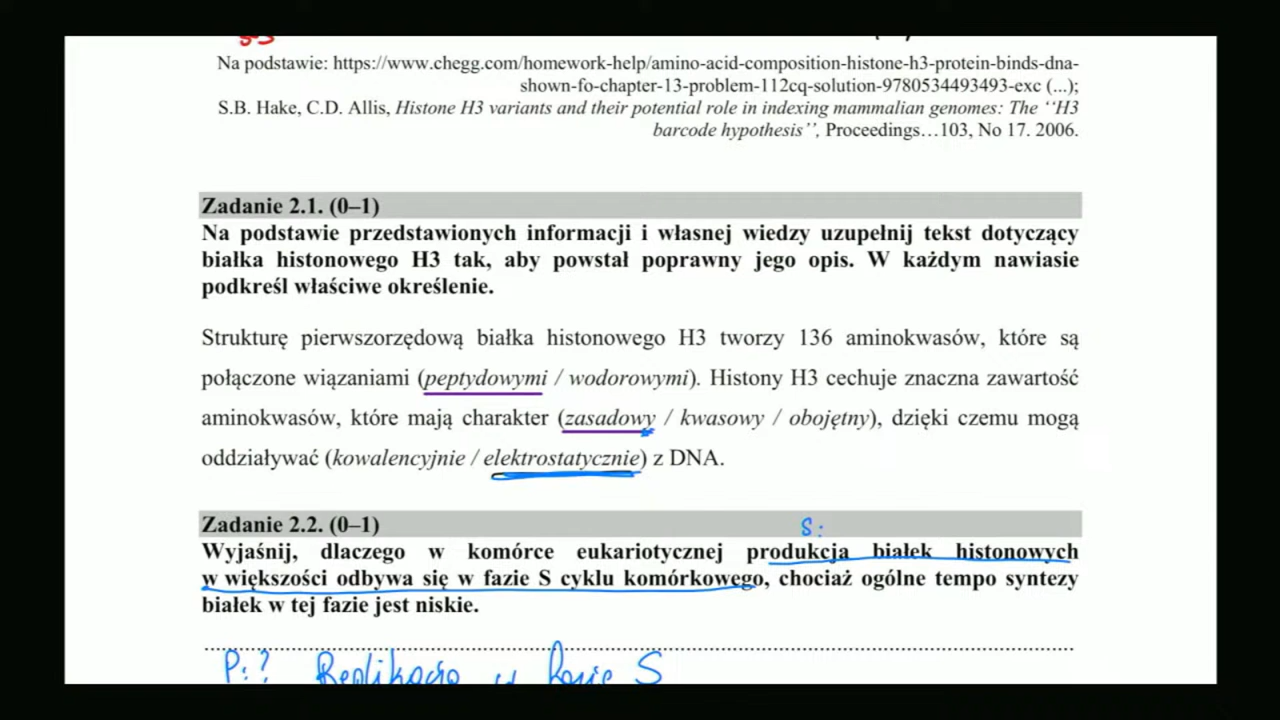 Na podstawie: https://www.chegg.com/homework-help/amino-acid-composition-histone-h3-protein-binds-dna-
shown-fo-chapter-13-problem-112cq-solution-9780534493493-exc (...);
S.B. Hake, C.D. Allis, Histone H3 variants and their potential role in indexing mammalian genomes: The ‘‘H3
barcode hypothesis’’, Proceedings…103, No 17. 2006.
Zadanie 2.1. (0–1)
Na podstawie przedstawionych informacji i własnej wiedzy uzupełnij tekst dotyczący
białka histonowego H3 tak, aby powstał poprawny jego opis. W każdym nawiasie
podkreśl właściwe określenie.
Strukturę pierwszorzędową białka histonowego H3 tworzy 136 aminokwasów, które są
połączone wiązaniami (peptydowymi / wodorowymi). Histony H3 cechuje znaczna zawartość
aminokwasów, które mają charakter (zasadowy / kwasowy / obojętny), dzięki czemu mogą
oddziaływać (kowalencyjnie / elektrostatycznie) z DNA.
Zadanie 2.2. (0–1)
S:
Wyjaśnij, dlaczego w komórce eukariotycznej produkcja białek histonowych
w większości odbywa się w fazie S cyklu komórkowego, chociaż ogólne tempo syntezy
białek w tej fazie jest niskie.
P:? Replikacja w fazie S